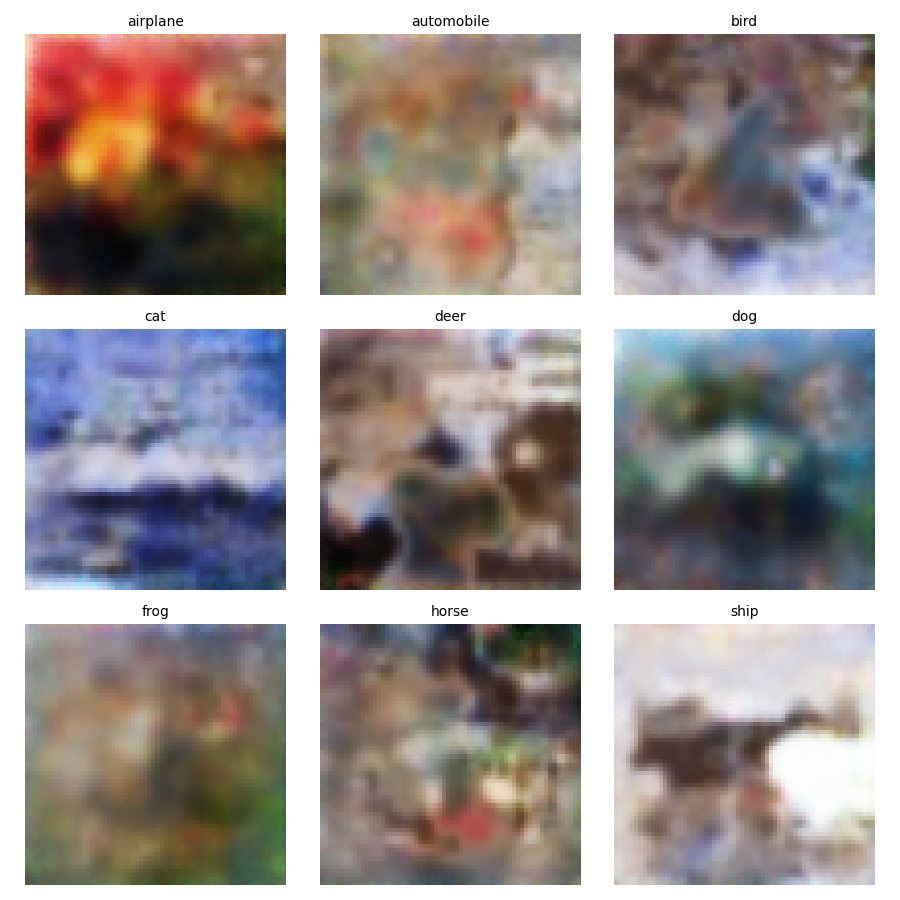 airplane
automobile
bird
cat
deer
dog
frog
horse
ship